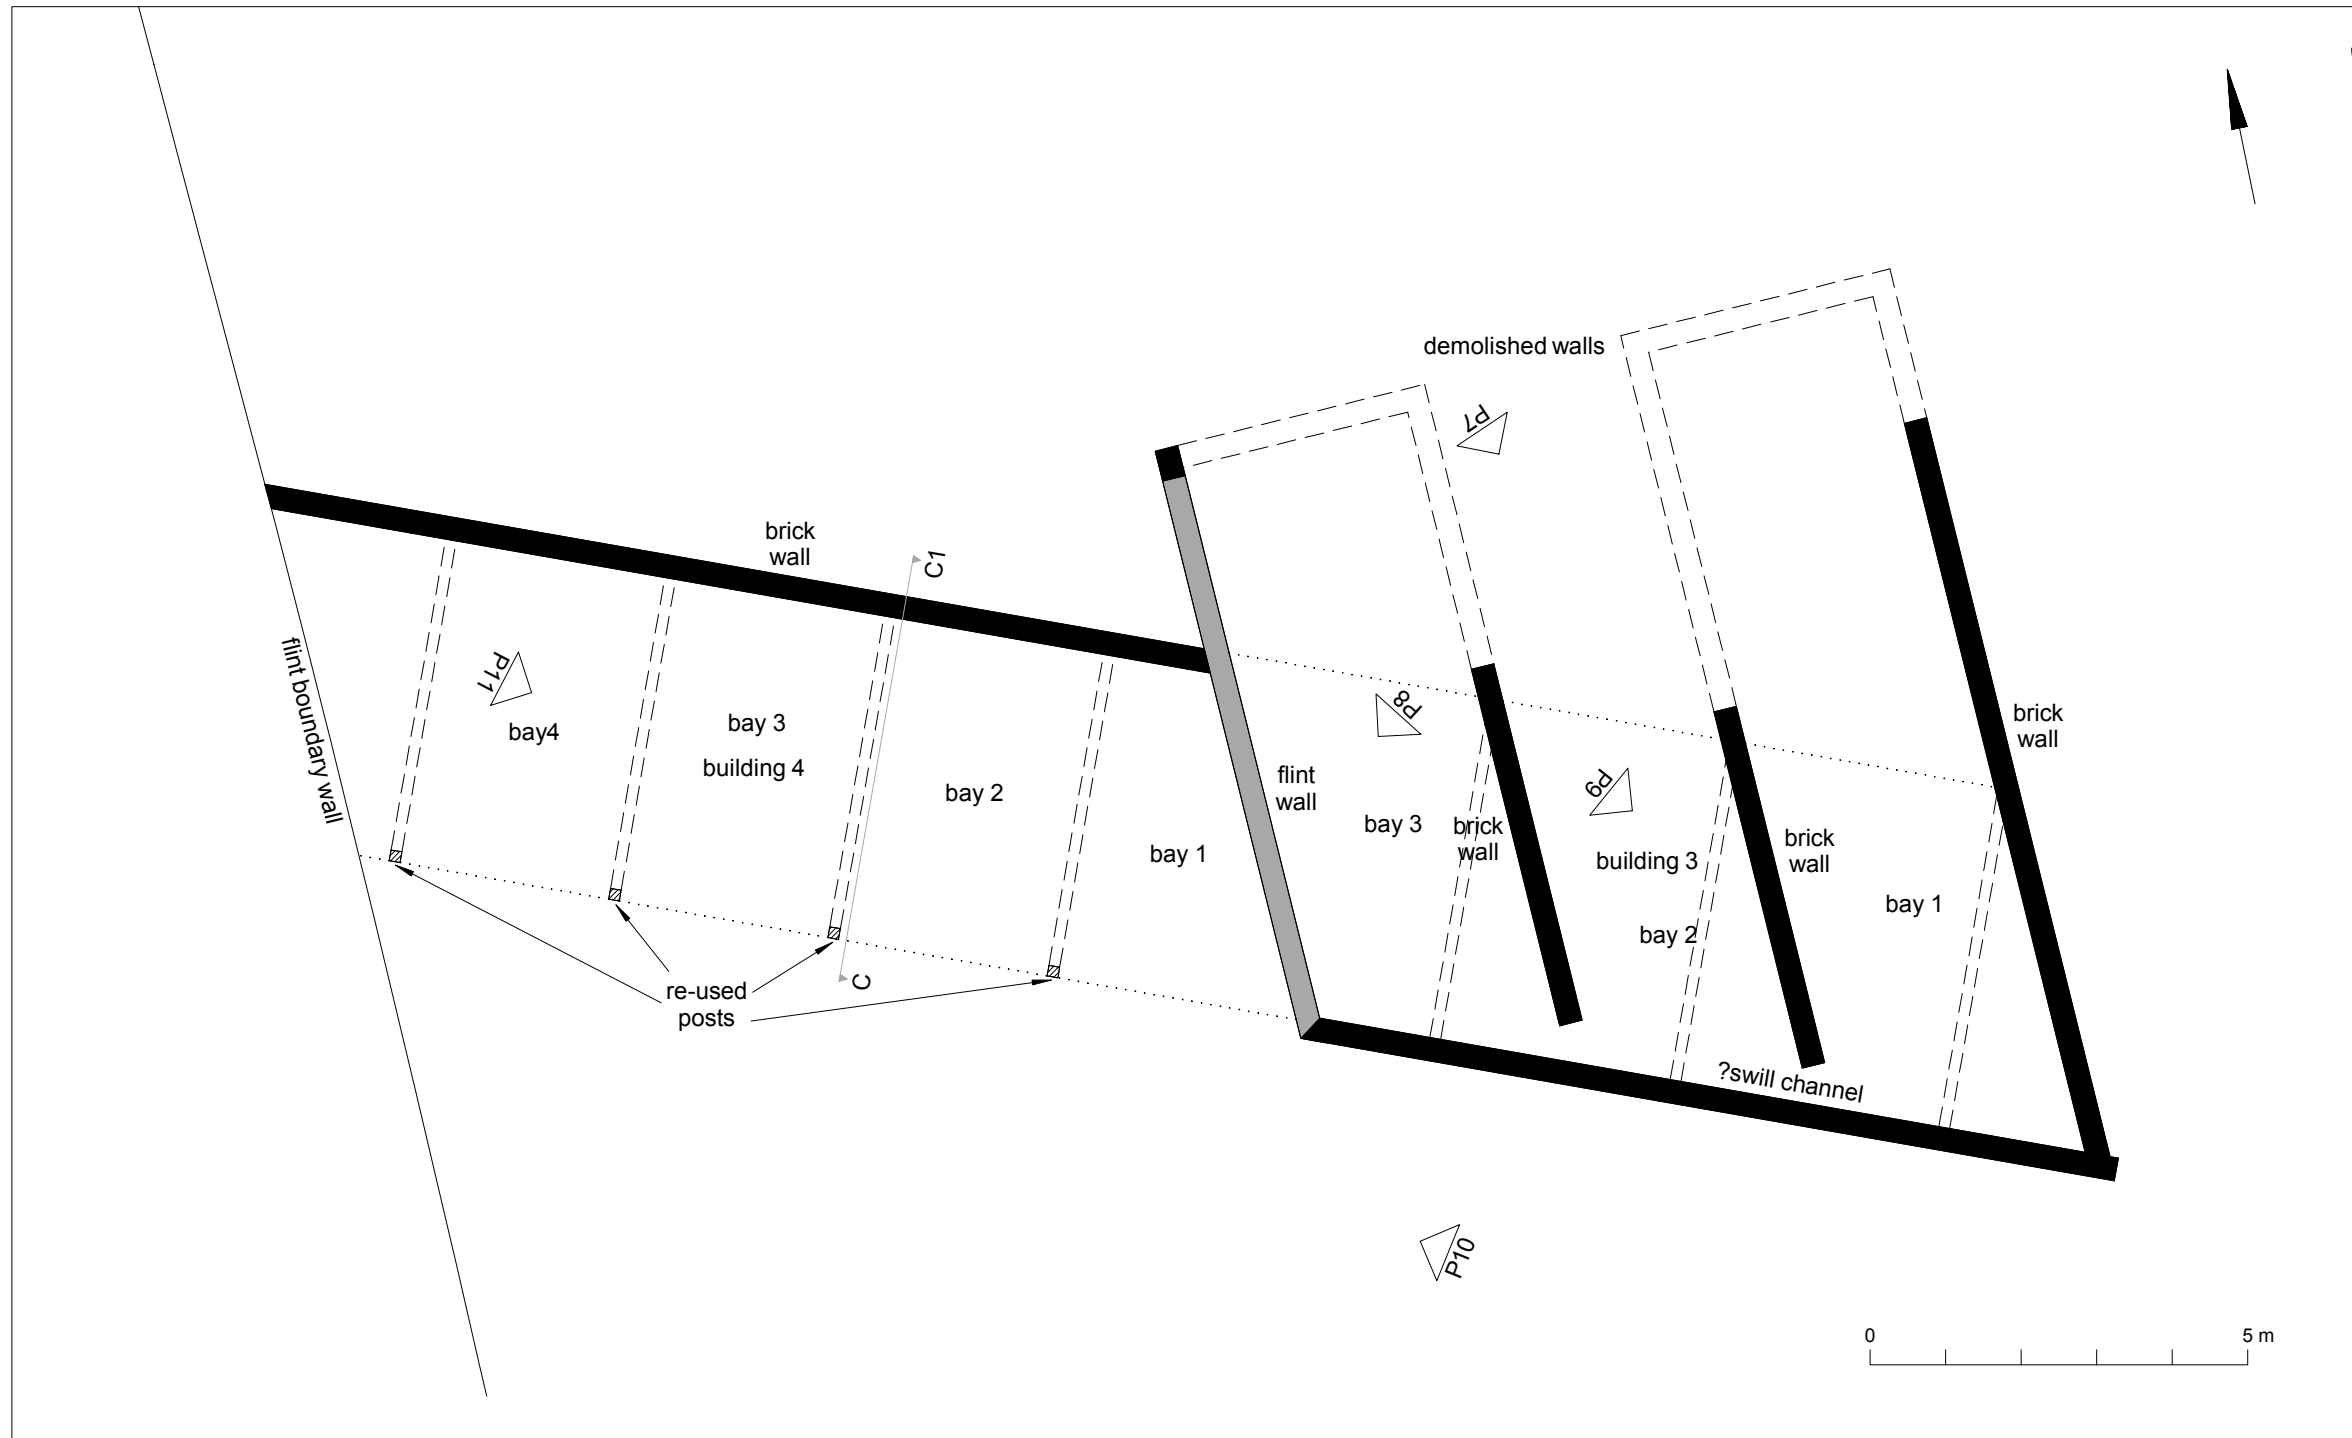 demolished walls
P7
brick
wall
C1
flint boundary wall
P11
bay4
bay 3
building 4
bay 2
bay 1
flint
wall
P8
bay 3
brick
wall
P9
building 3
bay 2
brick
wall
bay 1
brick
wall
re-used
posts
C
?swill channel
P10
0
5 m